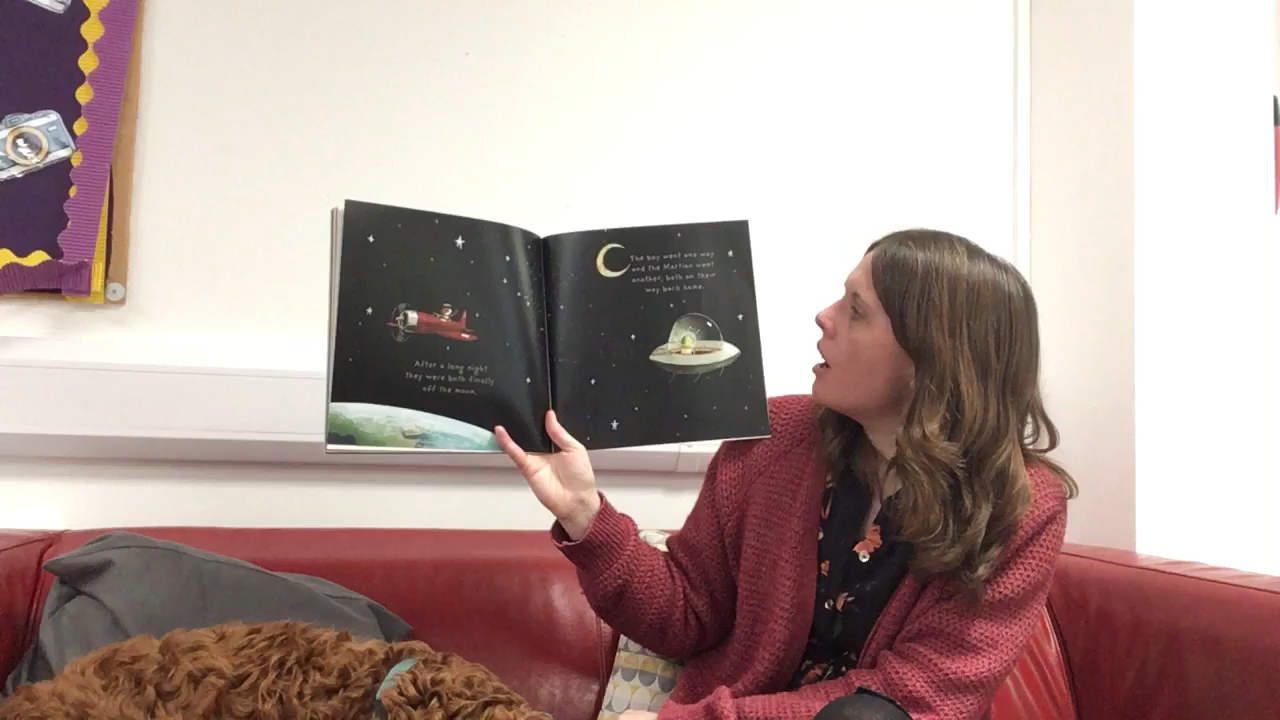 After a long night
they were both finally
off the moon.
The boy went one way
and the Martian went
another, both on their
way back home.